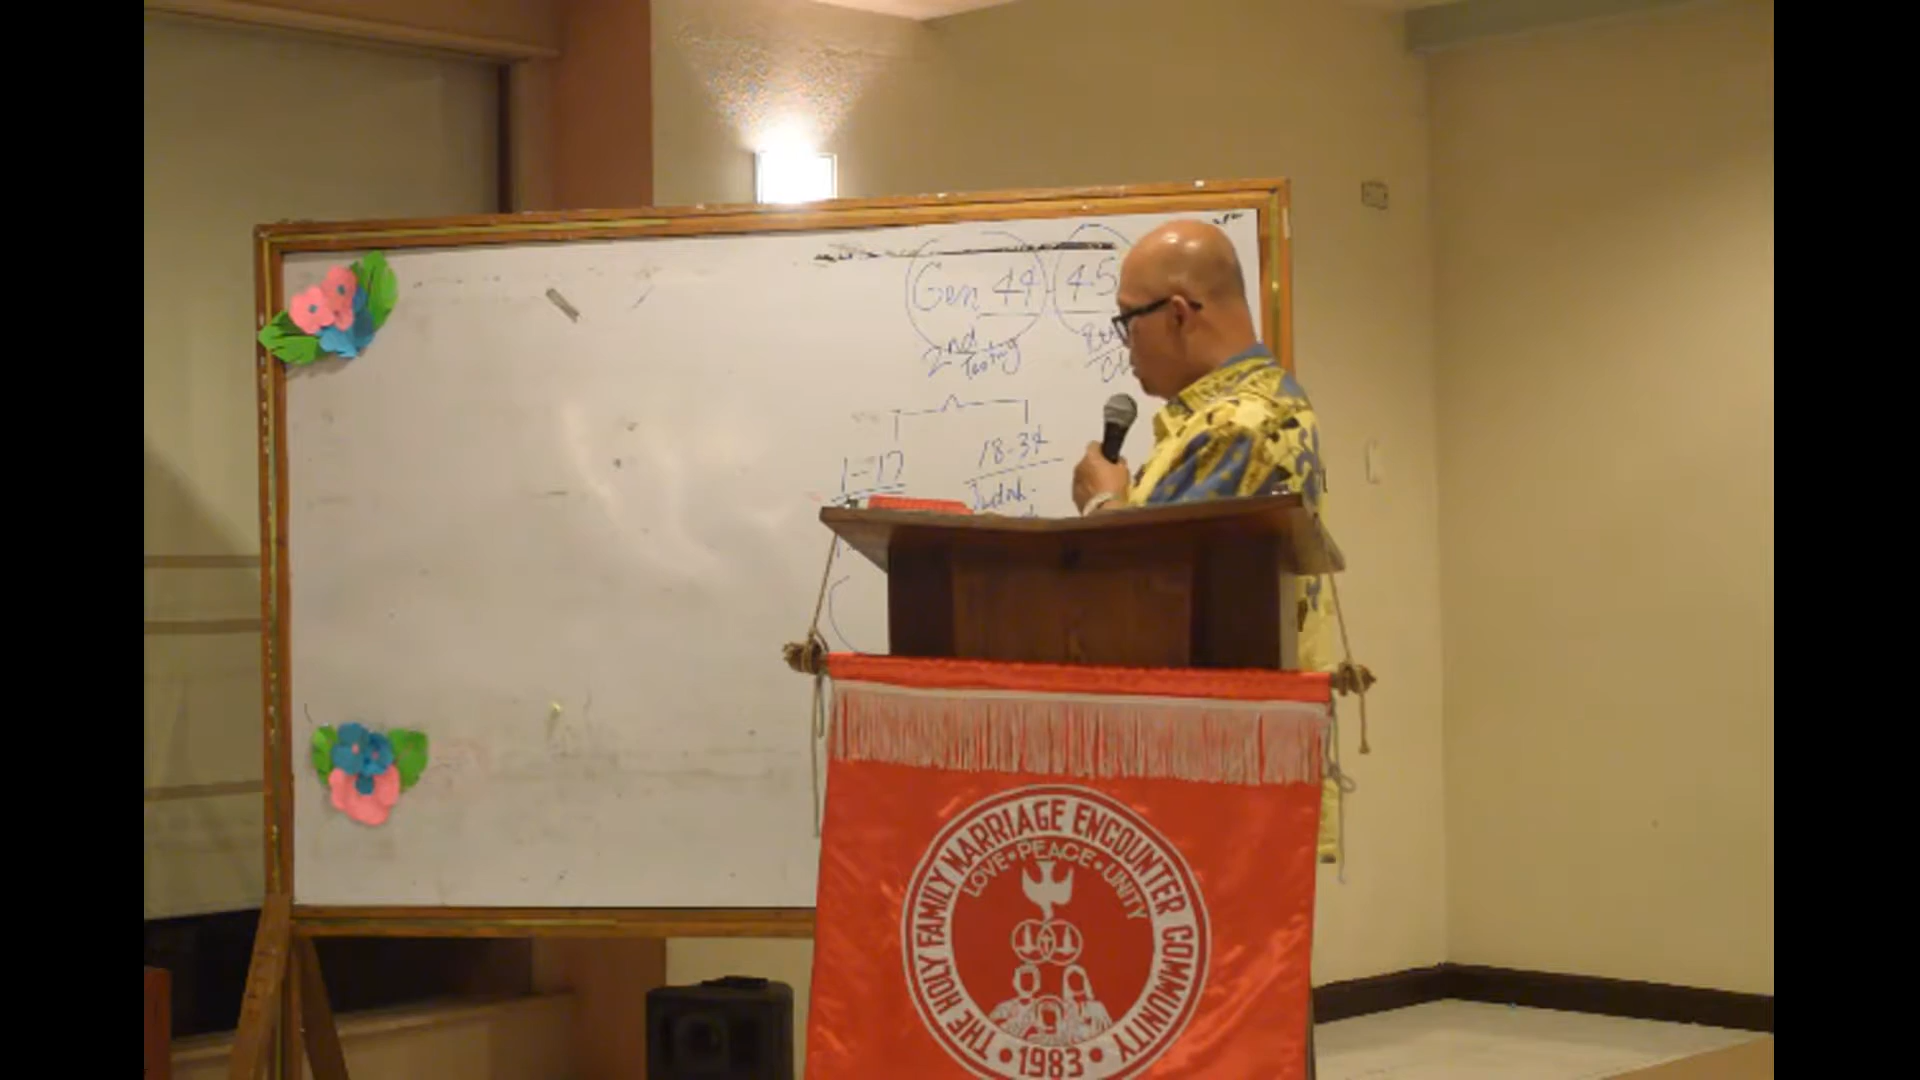 Gen 44 45
2nd
Testing
1-17 18-34
Judah
THE HOLY FAMILY MARRIAGE ENCOUNTER COMMUNITY
LOVE•PEACE•UNITY
• 1983 •